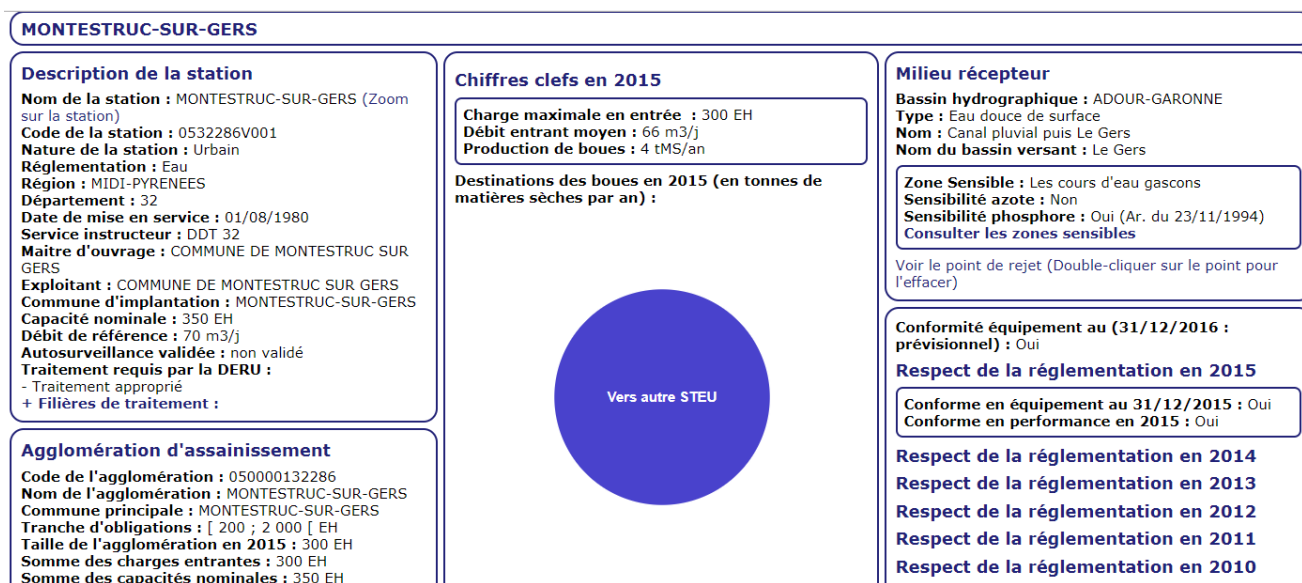 MONTESTRUC-SUR-GERS
Description de la station
Nom de la station : MONTESTRUC-SUR-GERS (Zoom
sur la station)
Code de la station : 0532286V001
Nature de la station : Urbain
Réglementation : Eau
Région : MIDI-PYRENEES
Département : 32
Date de mise en service : 01/08/1980
Service instructeur : DDT 32
Maitre d'ouvrage : COMMUNE DE MONTESTRUC SUR
GERS
Exploitant : COMMUNE DE MONTESTRUC SUR GERS
Commune d'implantation : MONTESTRUC-SUR-GERS
Capacité nominale : 350 EH
Débit de référence : 70 m3/j
Autosurveillance validée : non validé
Traitement requis par la DERU :
- Traitement approprié
+ Filières de traitement :
Agglomération d'assainissement
Code de l'agglomération : 050000132286
Nom de l'agglomération : MONTESTRUC-SUR-GERS
Commune principale : MONTESTRUC-SUR-GERS
Tranche d'obligations : [ 200 ; 2 000 [ EH
Taille de l'agglomération en 2015 : 300 EH
Somme des charges entrantes : 300 EH
Somme des capacités nominales : 350 EH
Chiffres clefs en 2015
Charge maximale en entrée : 300 EH
Débit entrant moyen : 66 m3/j
Production de boues : 4 tMS/an
Destinations des boues en 2015 (en tonnes de
matières sèches par an) :
Vers autre STEU
Milieu récepteur
Bassin hydrographique : ADOUR-GARONNE
Type : Eau douce de surface
Nom : Canal pluvial puis Le Gers
Nom du bassin versant : Le Gers
Zone Sensible : Les cours d'eau gascons
Sensibilité azote : Non
Sensibilité phosphore : Oui (Ar. du 23/11/1994)
Consulter les zones sensibles
Voir le point de rejet (Double-cliquer sur le point pour
l'effacer)
Conformité équipement au (31/12/2016 :
prévisionnel) : Oui
Respect de la réglementation en 2015
Conforme en équipement au 31/12/2015 : Oui
Conforme en performance en 2015 : Oui
Respect de la réglementation en 2014
Respect de la réglementation en 2013
Respect de la réglementation en 2012
Respect de la réglementation en 2011
Respect de la réglementation en 2010